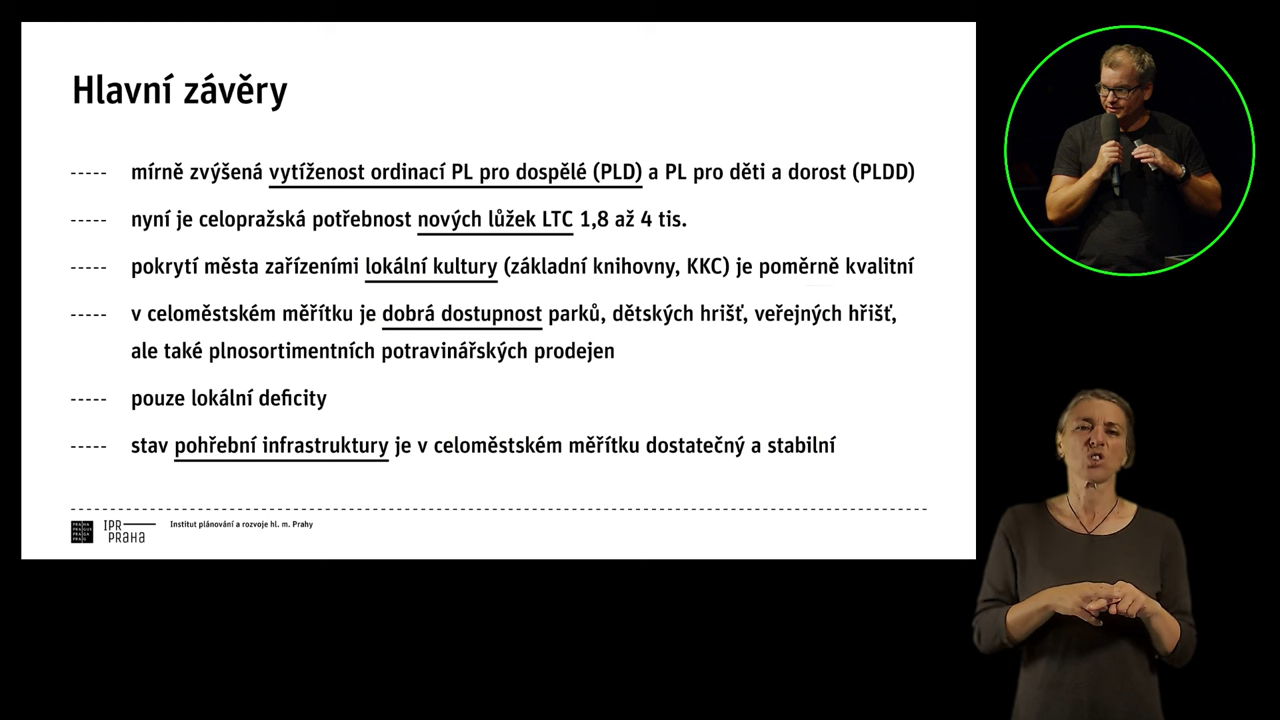 Hlavní závěry
----- mírně zvýšená vytíženost ordinací PL pro dospělé (PLD) a PL pro děti a dorost (PLDD)
----- nyní je celopražská potřebnost nových lůžek LTC 1,8 až 4 tis.
----- pokrytí města zařízeními lokální kultury (základní knihovny, KKC) je poměrně kvalitní
----- v celoměstském měřítku je dobrá dostupnost parků, dětských hrišť, veřejných hřišť,
ale také plnosortimentních potravinářských prodejen
----- pouze lokální deficity
----- stav pohřební infrastruktury je v celoměstském měřítku dostatečný a stabilní
IPR
PRAHA
Institut plánování a rozvoje hl. m. Prahy